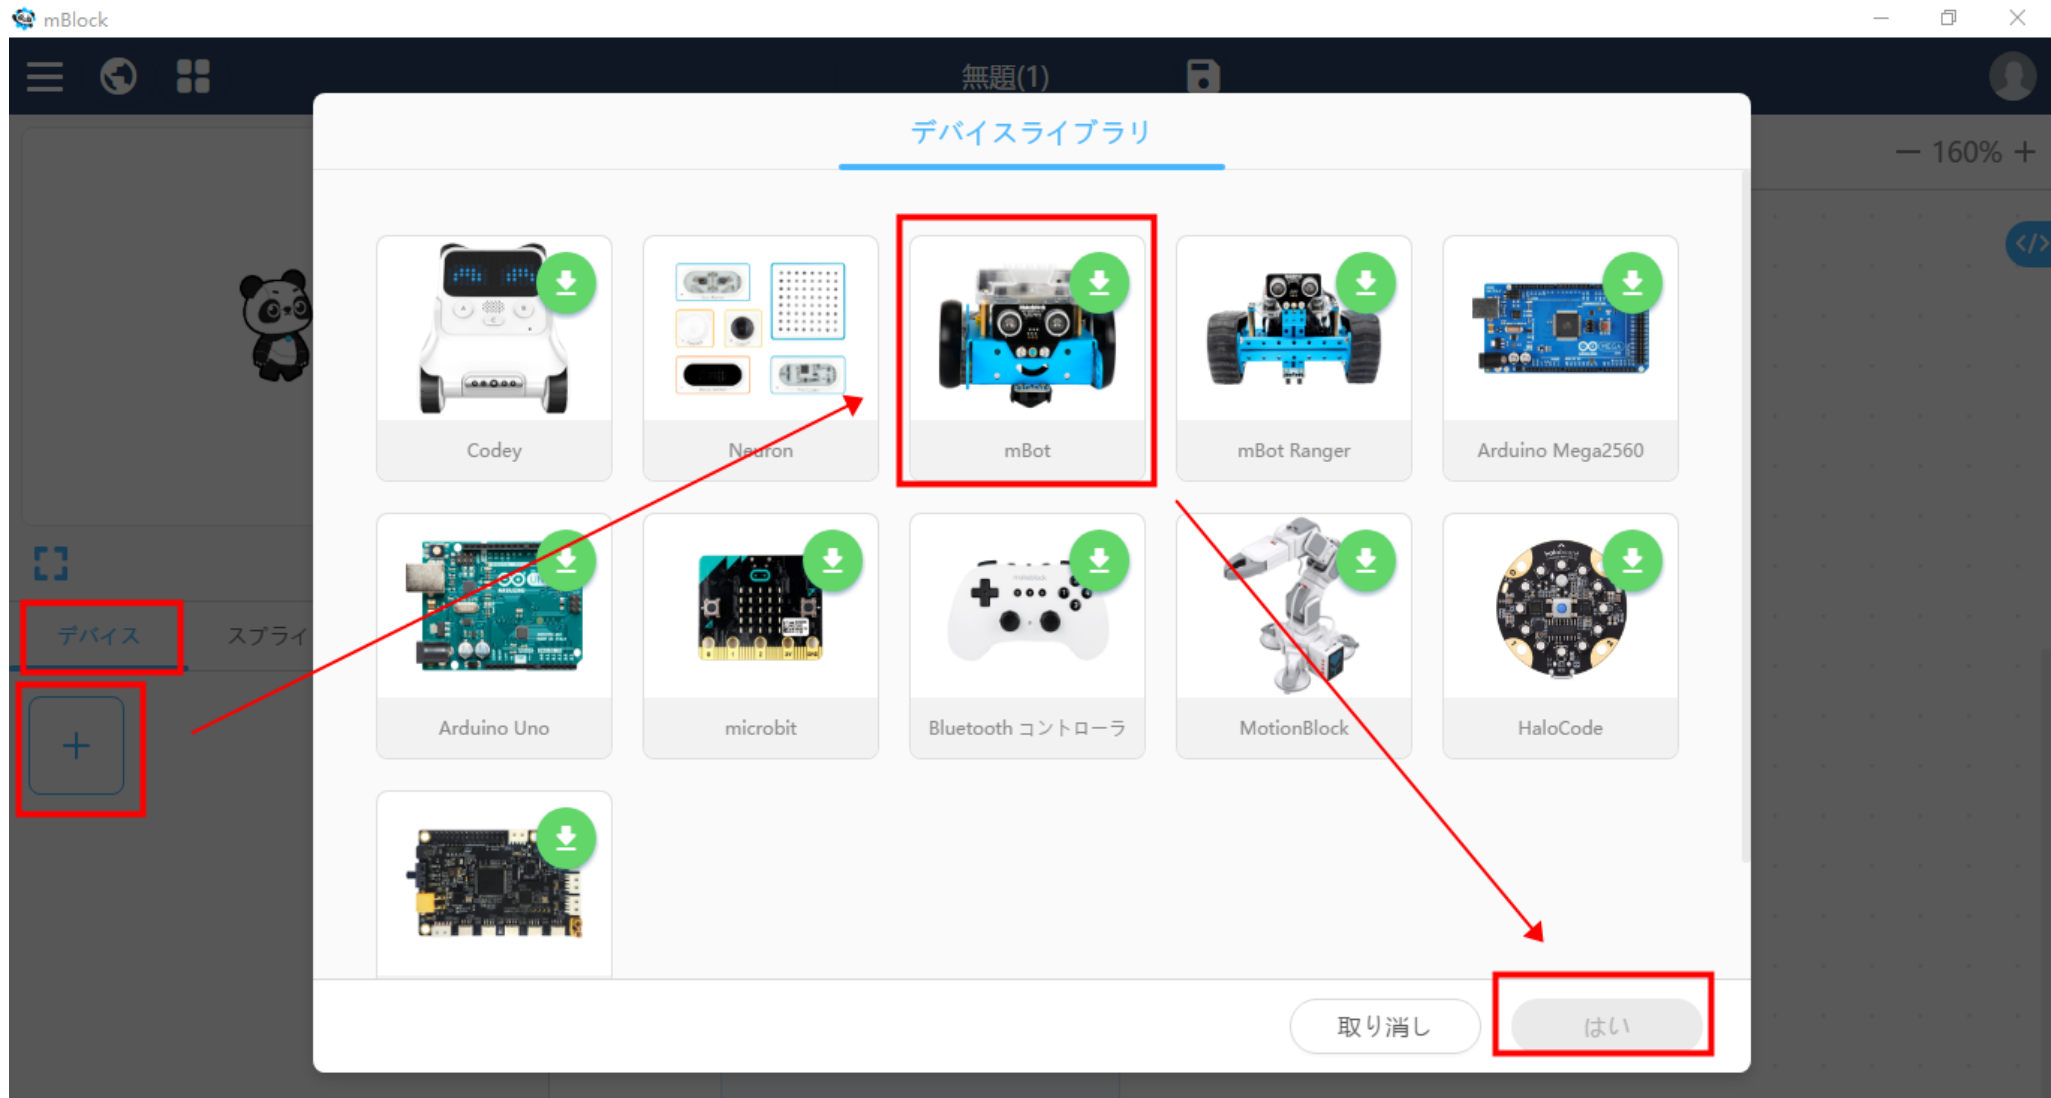 mBlock
無題(1)
デバイスライブラリ
160%
</>
Codey
Neuron
mBot
mBot Ranger
Arduino Mega2560
デバイス
スプライ
Arduino Uno
microbit
Bluetooth コントローラ
MotionBlock
HaloCode
取り消し
はい